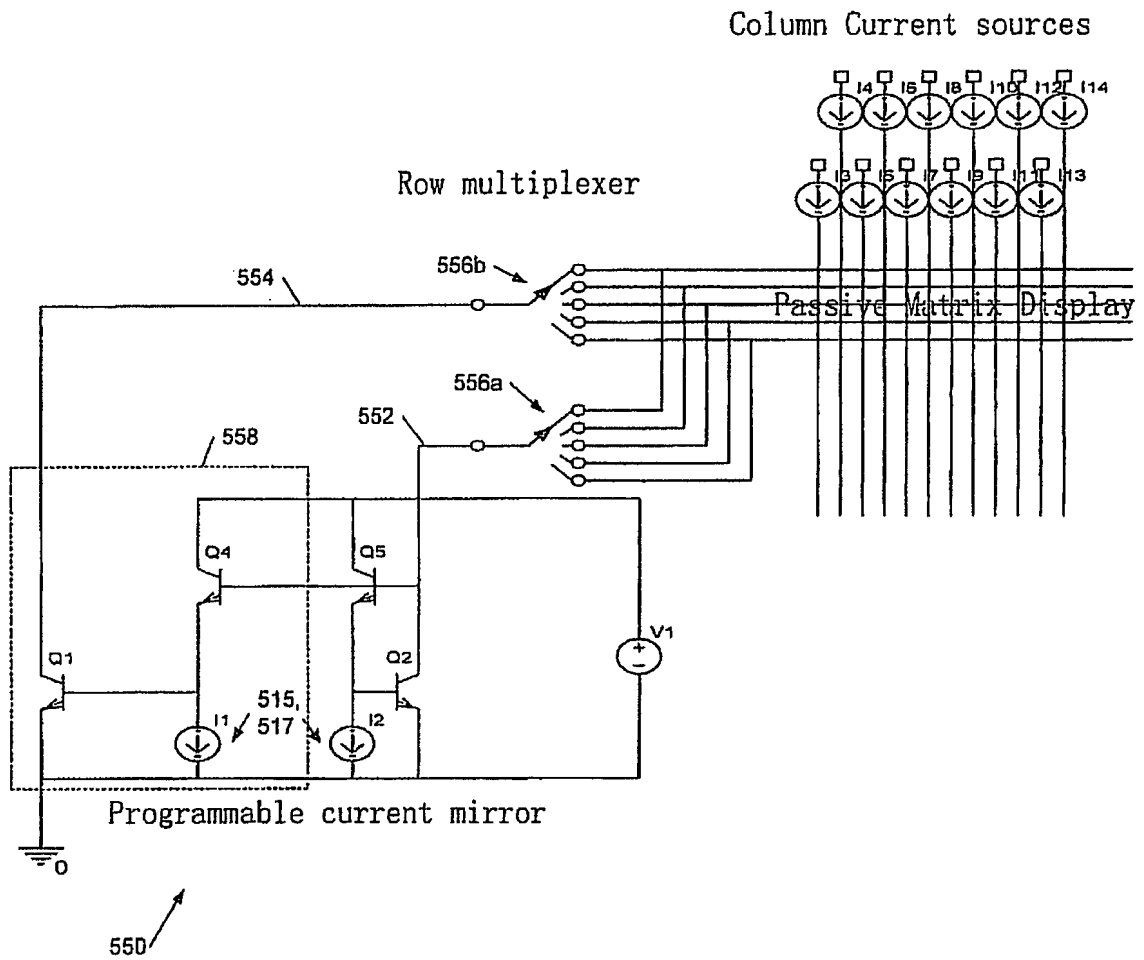 Column Current sources
I4 I6 I8 I10 I12 I14
Row multiplexer
I3 I5 I7 I9 I11 I13
554
556b
Passive Matrix Display
556a
552
558
Q4
Q5
V1
Q1
Q2
515,
517
I1
I2
Programmable current mirror
0
550